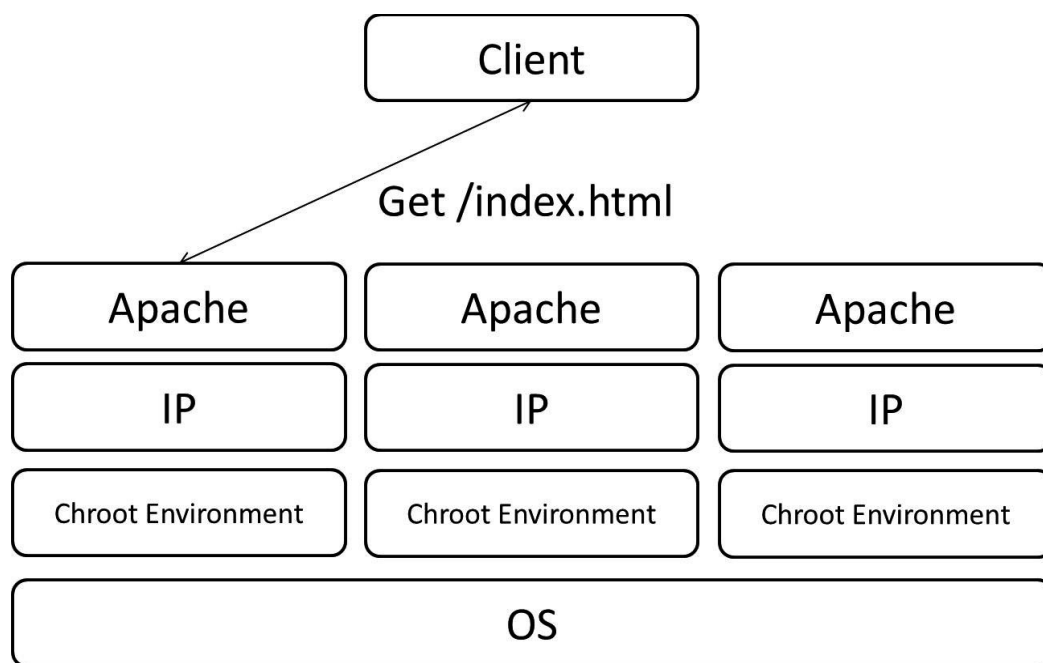 Client
Get /index.html
Apache
Apache
Apache
IP
IP
IP
Chroot Environment
Chroot Environment
Chroot Environment
OS